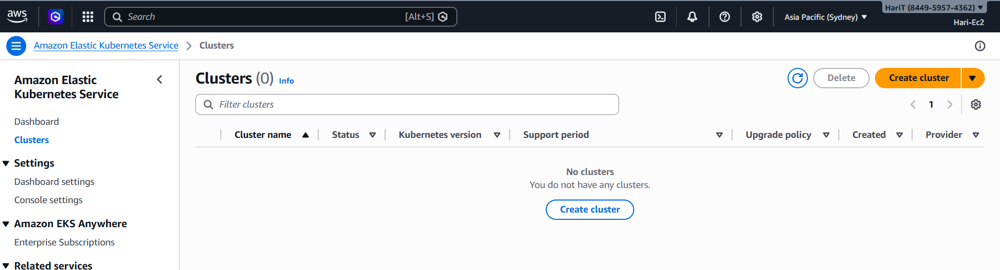 aws
Search
[Alt+S]
Asia Pacific (Sydney)
HariT (8449-5957-4362)
Hari-Ec2
Amazon Elastic Kubernetes Service
Clusters
Amazon Elastic
Kubernetes Service
Dashboard
Clusters
Settings
Dashboard settings
Console settings
Amazon EKS Anywhere
Enterprise Subscriptions
Related services
Clusters (0) Info
Delete
Create cluster
Filter clusters
1
Cluster name
Status
Kubernetes version
Support period
Upgrade policy
Created
Provider
No clusters
You do not have any clusters.
Create cluster